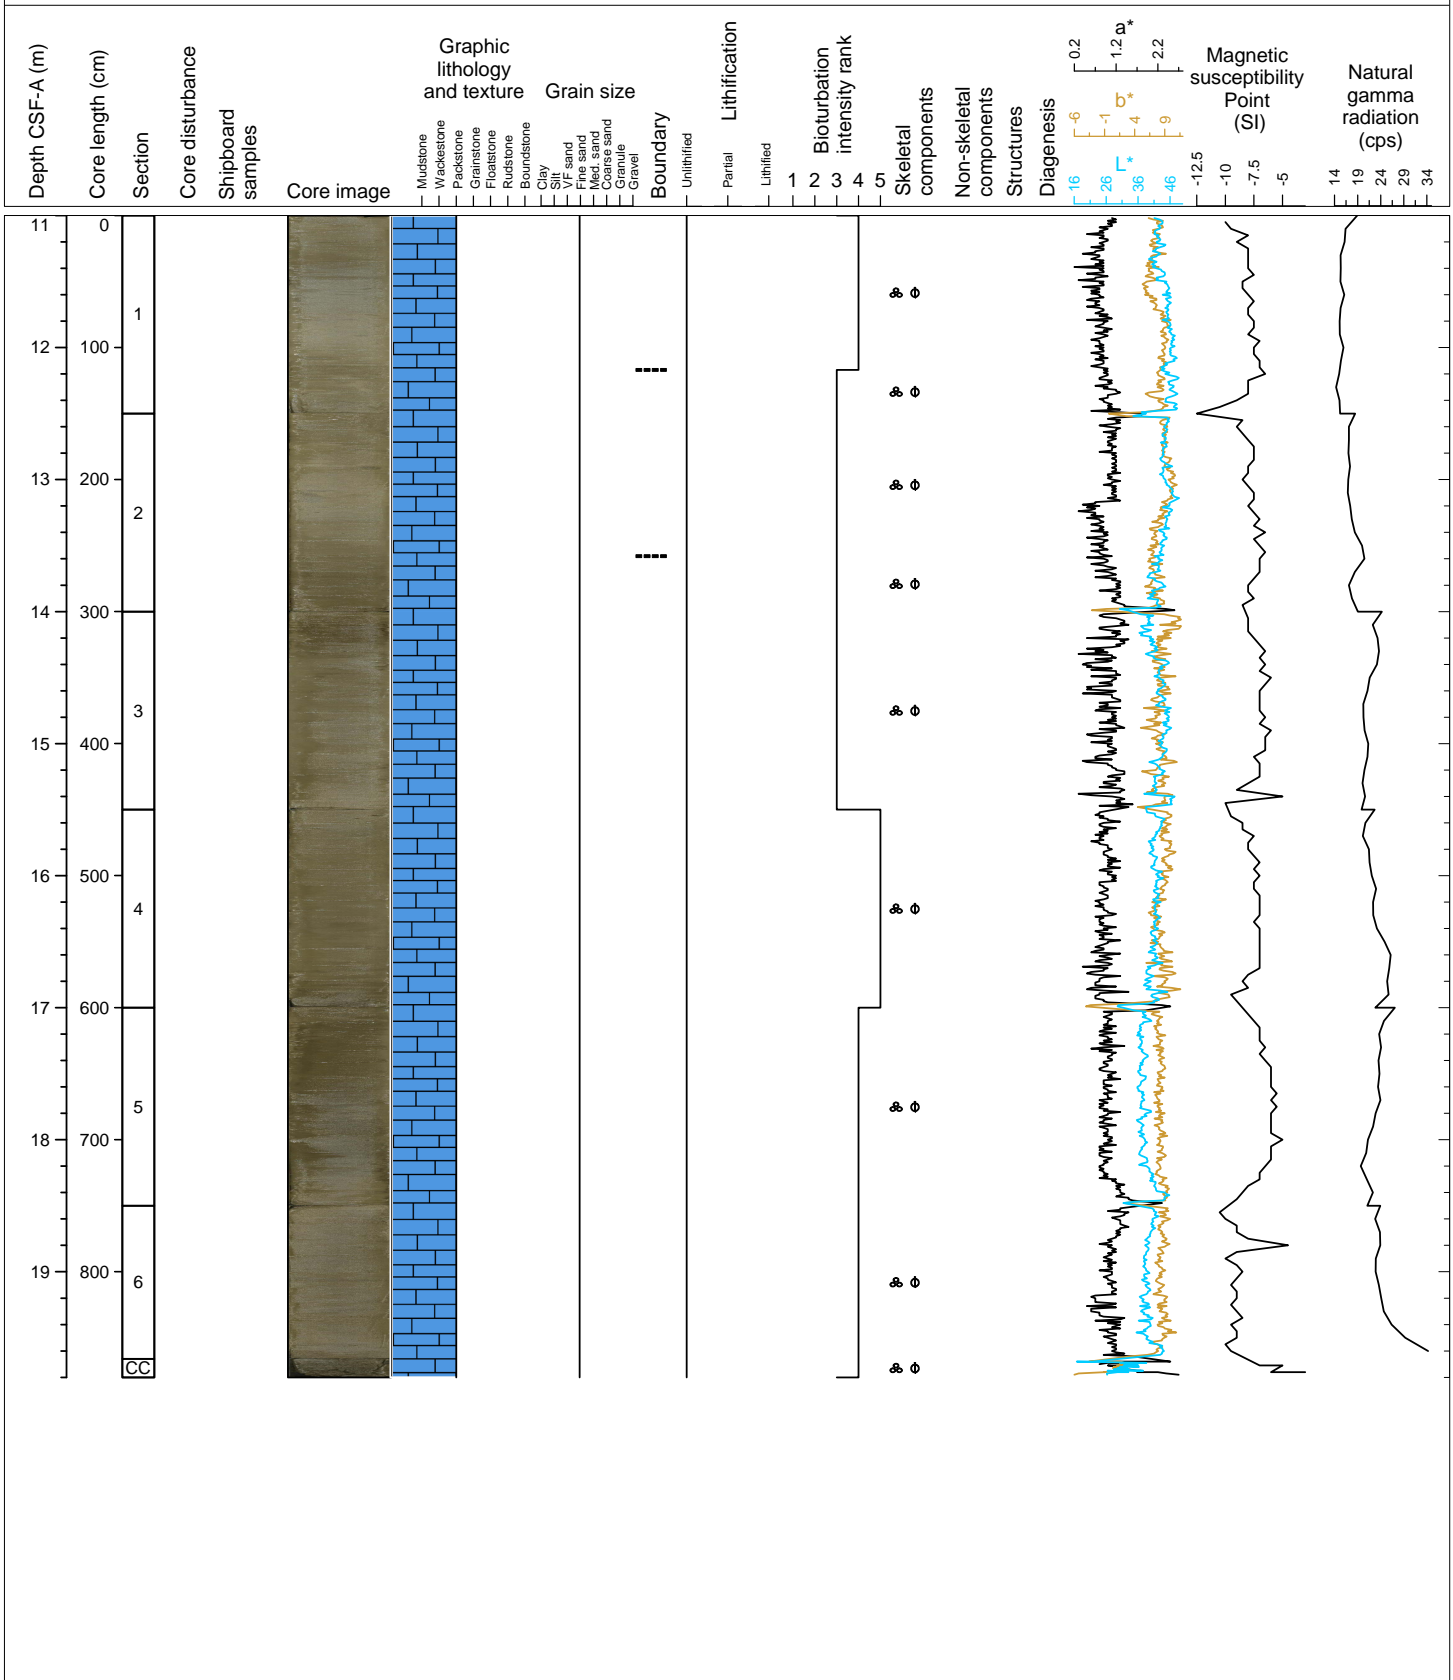 Depth CSF-A (m)
Core length (cm)
Section
Core disturbance
Shipboard
samples
Core image
Graphic
lithology
and texture
Mudstone
Wackestone
Packstone
Grainstone
Floatstone
Rudstone
Boundstone
Grain size
Clay
Silt
VF sand
Fine sand
Med. sand
Coarse sand
Granule
Gravel
Boundary
Lithification
Unlithified
Partial
Lithified
Bioturbation
intensity rank
1 2 3 4 5
Skeletal
components
Non-skeletal
components
Structures
Diagenesis
a*
0.2 1.2 2.2
b*
-6 -1 4 9
L*
16 26 36 46
Magnetic
susceptibility
Point
(SI)
-12.5 -10 -7.5 -5
Natural
gamma
radiation
(cps)
14 19 24 29 34
11 0
1
12 100
13 200
2
14 300
3
15 400
16 500
4
17 600
5
18 700
19 800
6
CC